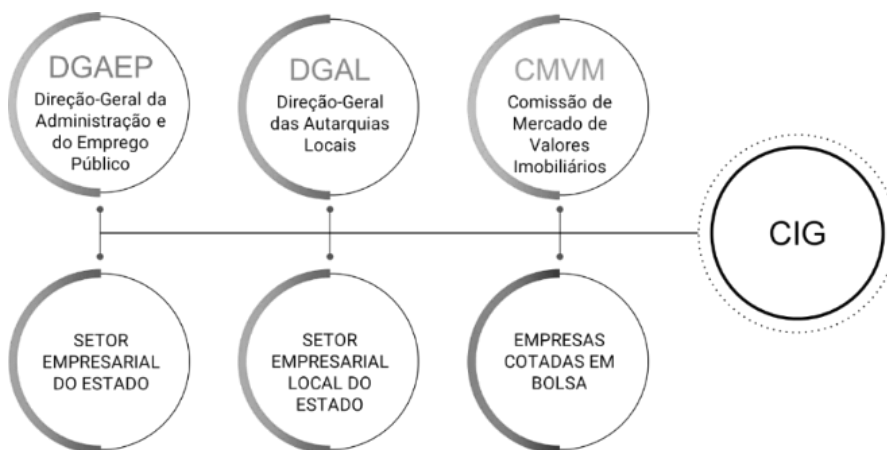 DGAEP
Direção-Geral da
Administração e
do Emprego
Público
DGAL
Direção-Geral
das Autarquias
Locais
CMVM
Comissão de
Mercado de
Valores
Imobiliários
CIG
SETOR
EMPRESARIAL
DO ESTADO
SETOR
EMPRESARIAL
LOCAL DO
ESTADO
EMPRESAS
COTADAS EM
BOLSA